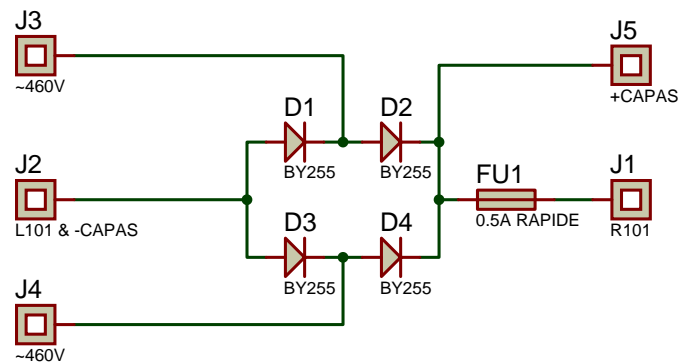 J3
~460V
J5
+CAPAS
D1
BY255
D2
BY255
J2
L101 & -CAPAS
FU1
0.5A RAPIDE
J1
R101
D3
BY255
D4
BY255
J4
~460V